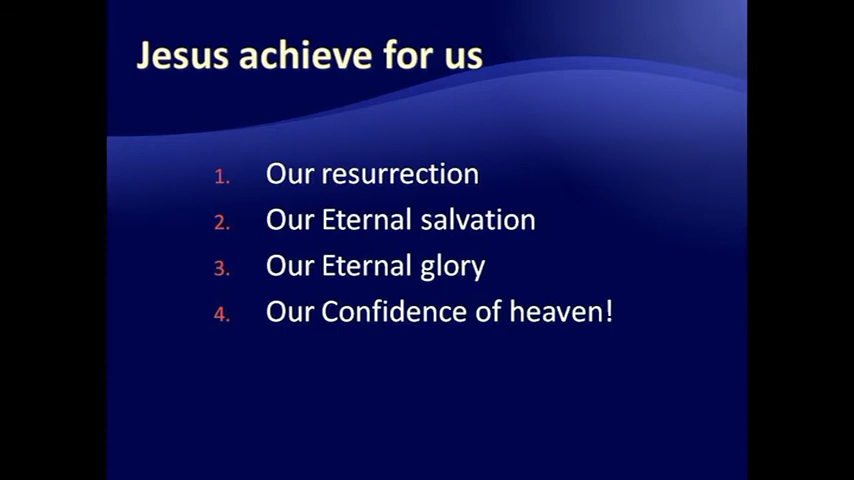 Jesus achieve for us
1. Our resurrection
2. Our Eternal salvation
3. Our Eternal glory
4. Our Confidence of heaven!